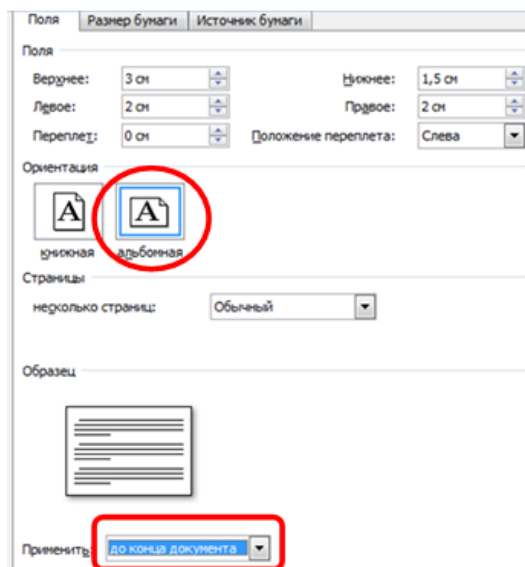 Поля Размер бумаги Источник бумаги
Поля
Верхнее: 3 см Нижнее: 1,5 см
Левое: 2 см Правое: 2 см
Переплет: 0 см Положение переплета: Слева
Ориентация
A A
книжная альбомная
Страницы
несколько страниц: Обычный
Образец
Применить: до конца документа